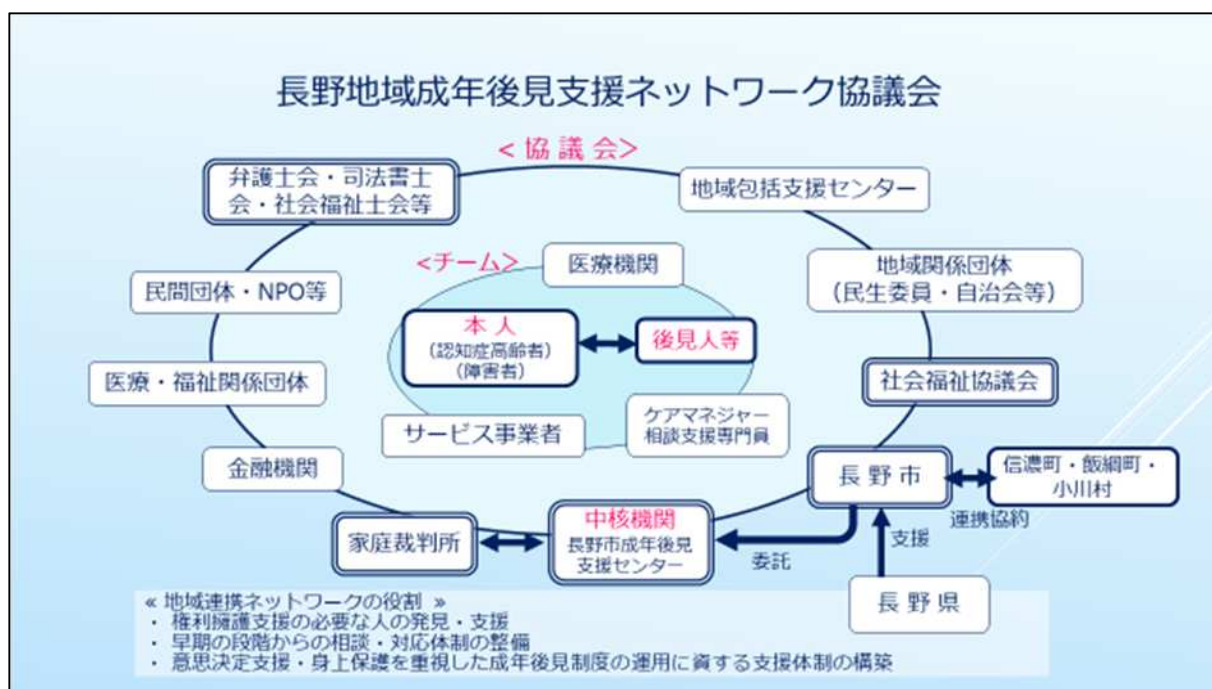 長野地域成年後見支援ネットワーク協議会
<協議会>
弁護士会・司法書士
会・社会福祉士会等
地域包括支援センター
<チーム>
医療機関
地域関係団体
（民生委員・自治会等）
民間団体・NPO等
本人
（認知症高齢者）
（障害者）
後見人等
医療・福祉関係団体
社会福祉協議会
サービス事業者
ケアマネジャー
相談支援専門員
金融機関
長野市
信濃町・飯綱町・
小川村
連携協約
中核機関
長野市成年後見
支援センター
家庭裁判所
委託
支援
長野県
≪ 地域連携ネットワークの役割 ≫
・ 権利擁護支援の必要な人の発見・支援
・ 早期の段階からの相談・対応体制の整備
・ 意思決定支援・身上保護を重視した成年後見制度の運用に資する支援体制の構築